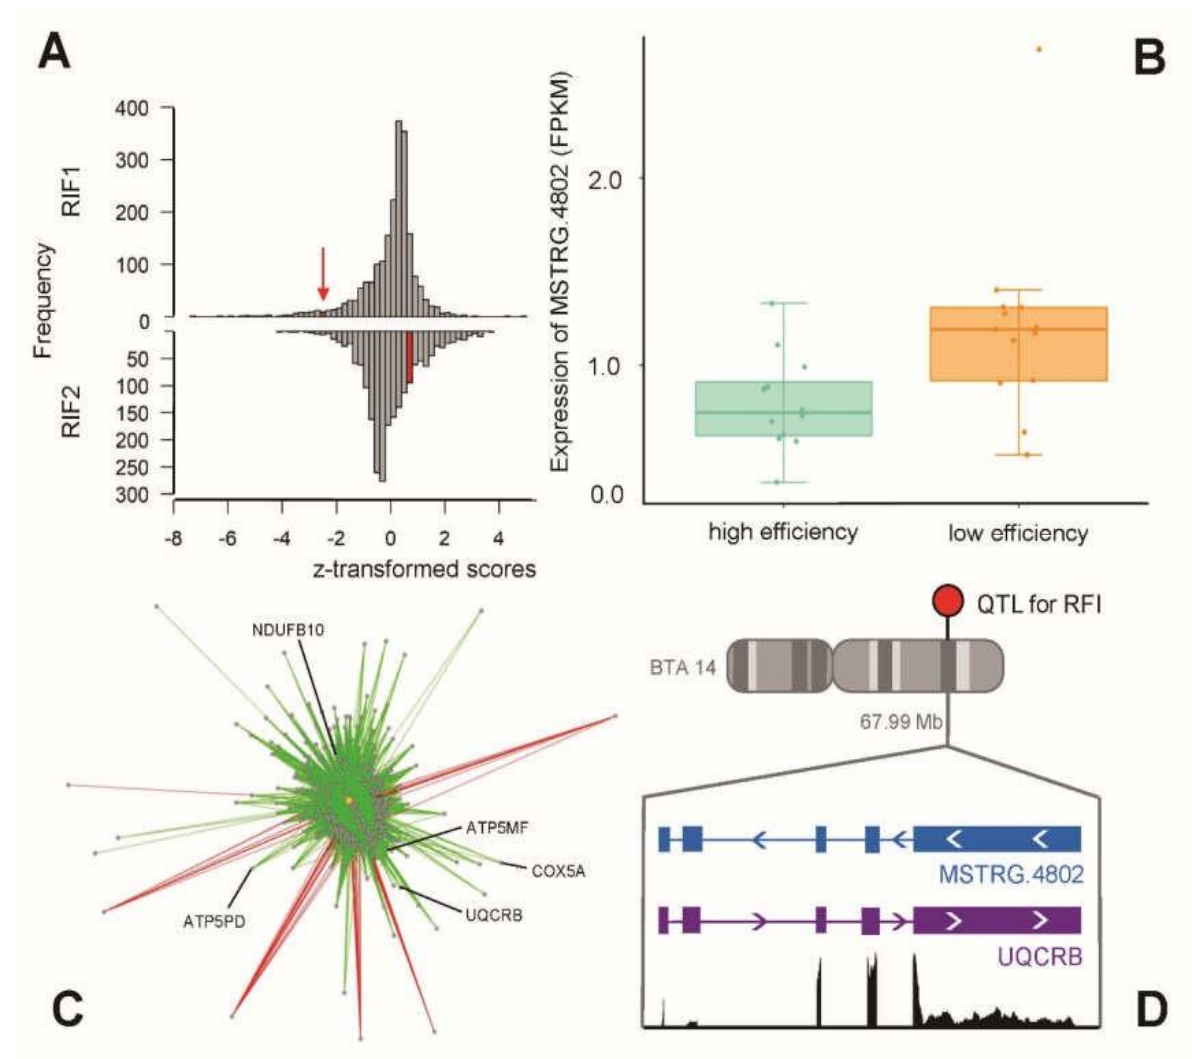 A
400
300
200
100
0
50
100
150
200
250
300
RIF1
Frequency
RIF2
-8 -6 -4 -2 0 2 4
z-transformed scores
B
Expression of MSTRG.4802 (FPKM)
2.0
1.0
0.0
high efficiency low efficiency
C
NDUFB10
ATP5MF
COX5A
UQCRB
ATP5PD
QTL for RFI
BTA 14
67.99 Mb
MSTRG.4802
UQCRB
D